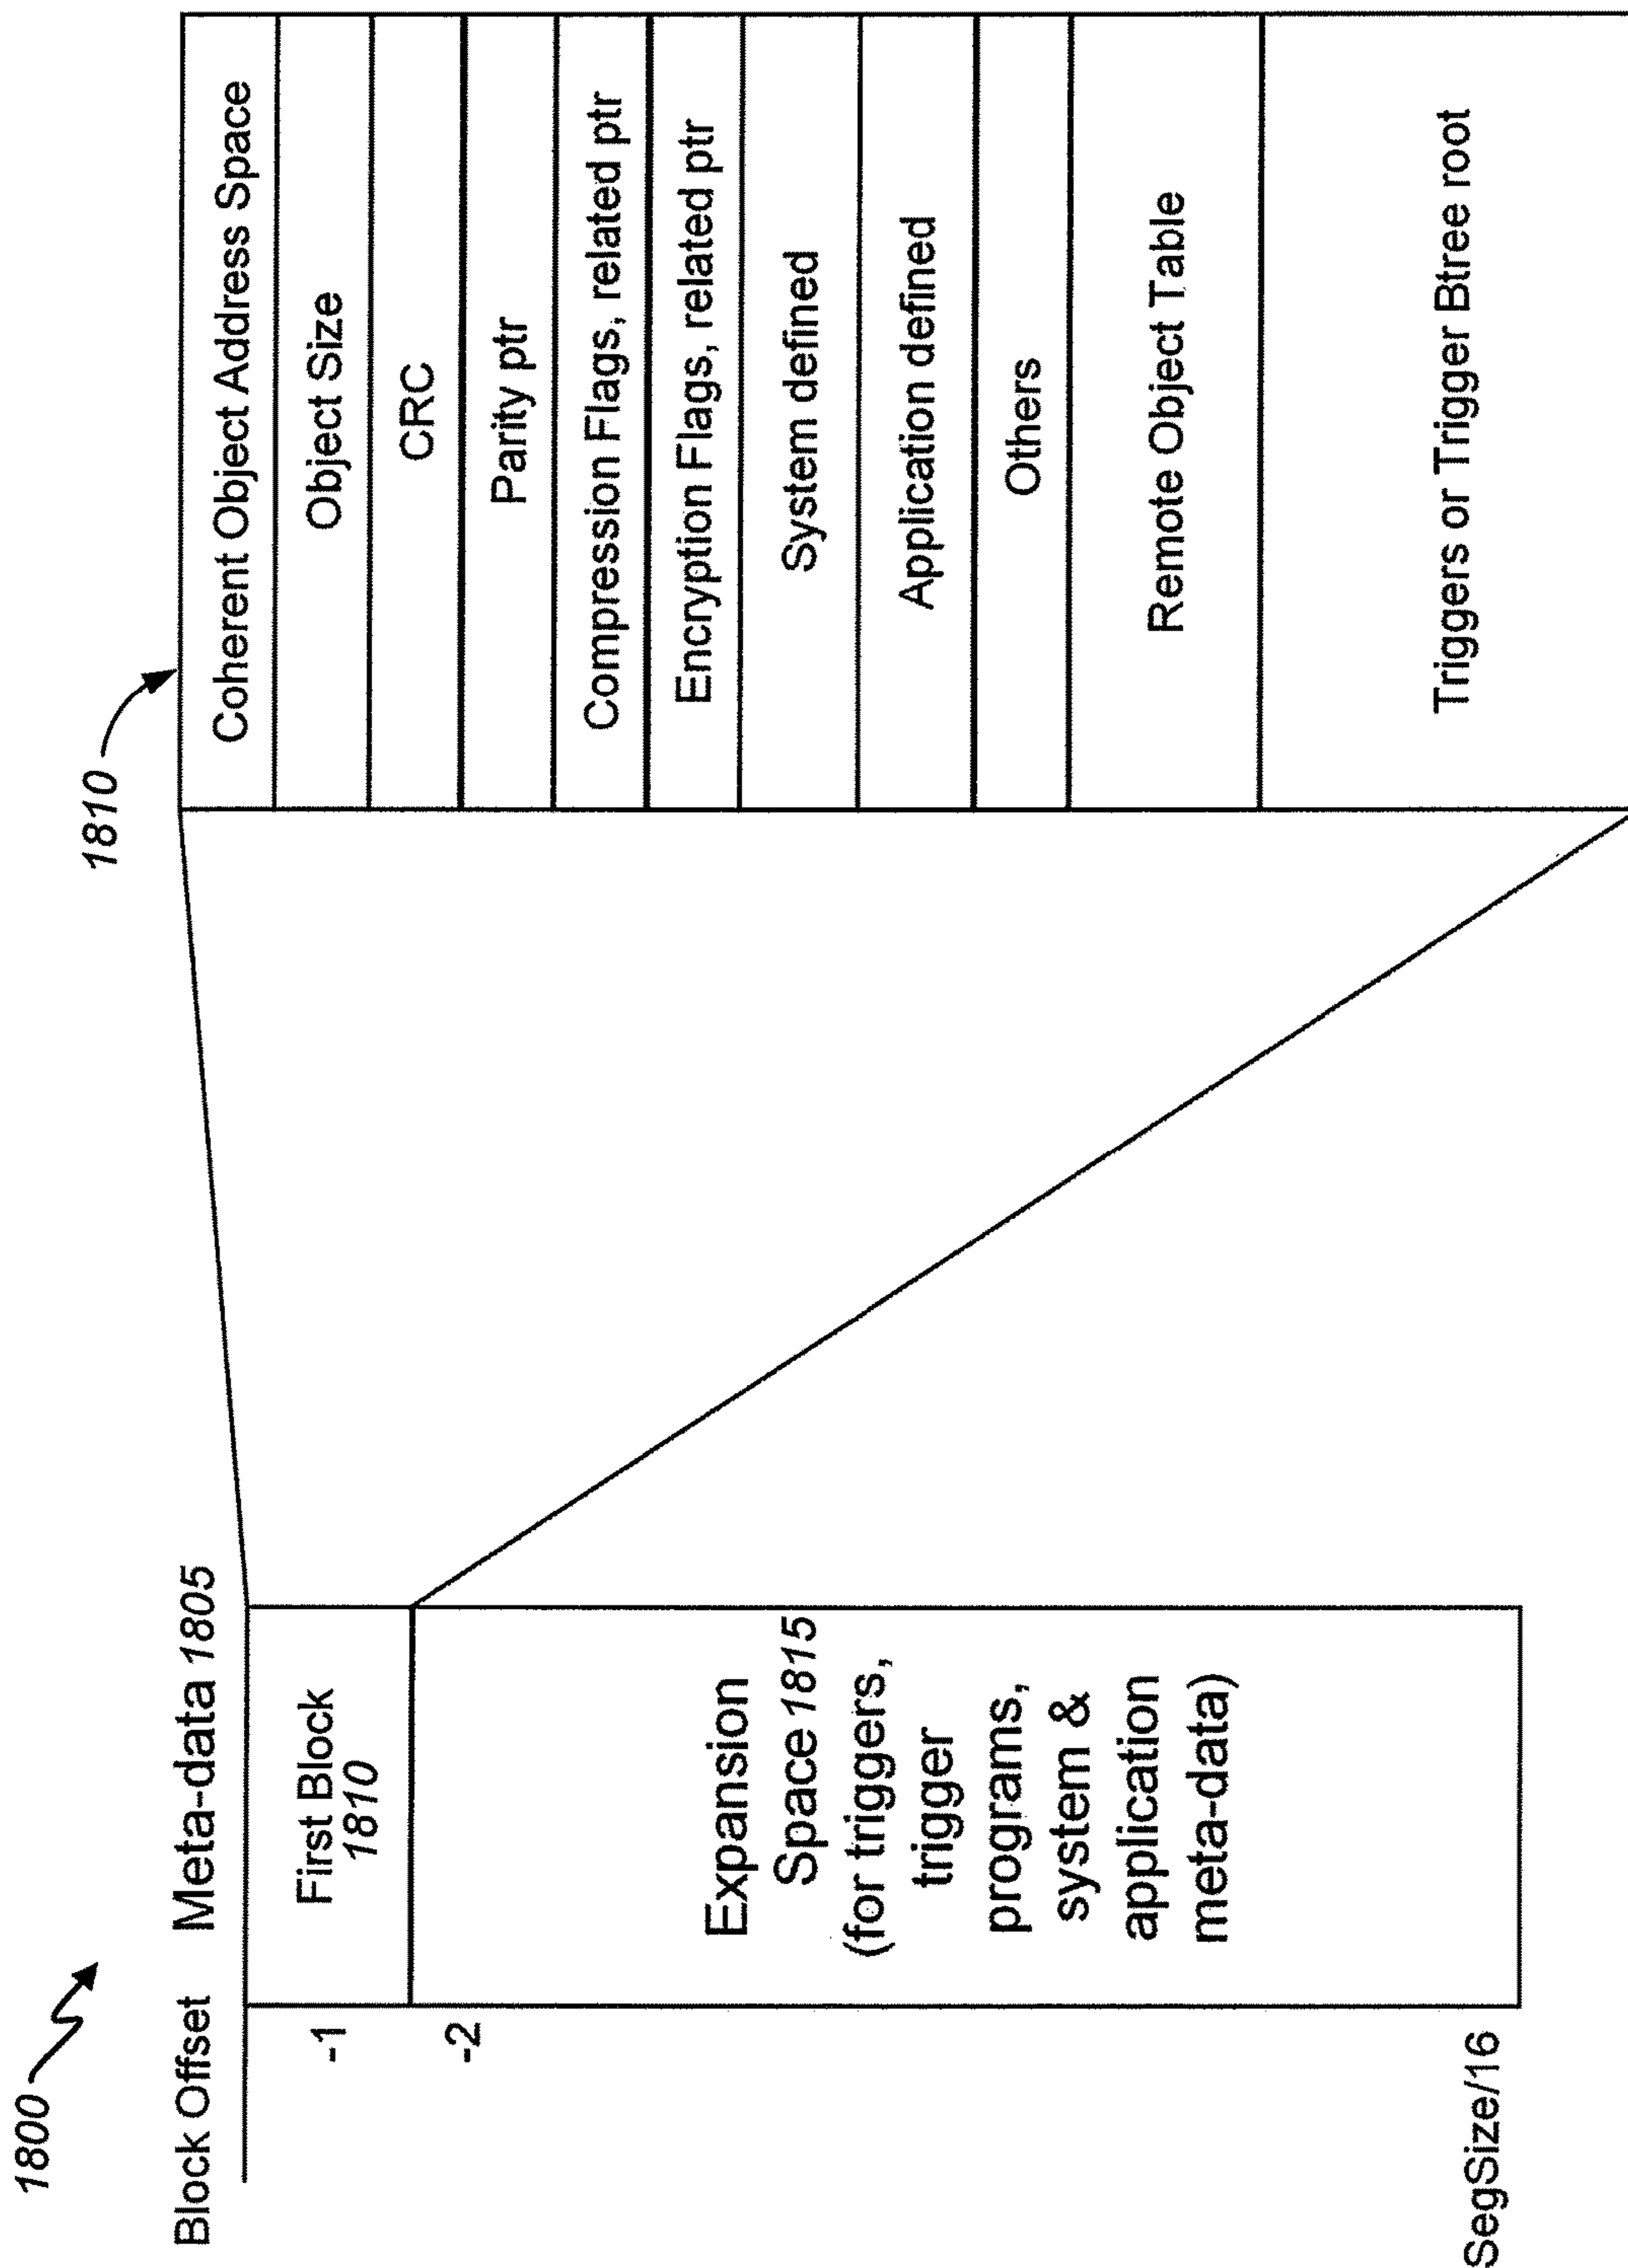 1800
Block Offset
Meta-data 1805
-1
First Block
1810
-2
Expansion
Space 1815
(for triggers,
trigger
programs,
system &
application
meta-data)
SegSize/16
1810
Coherent Object Address Space
Object Size
CRC
Parity ptr
Compression Flags, related ptr
Encryption Flags, related ptr
System defined
Application defined
Others
Remote Object Table
Triggers or Trigger Btree root